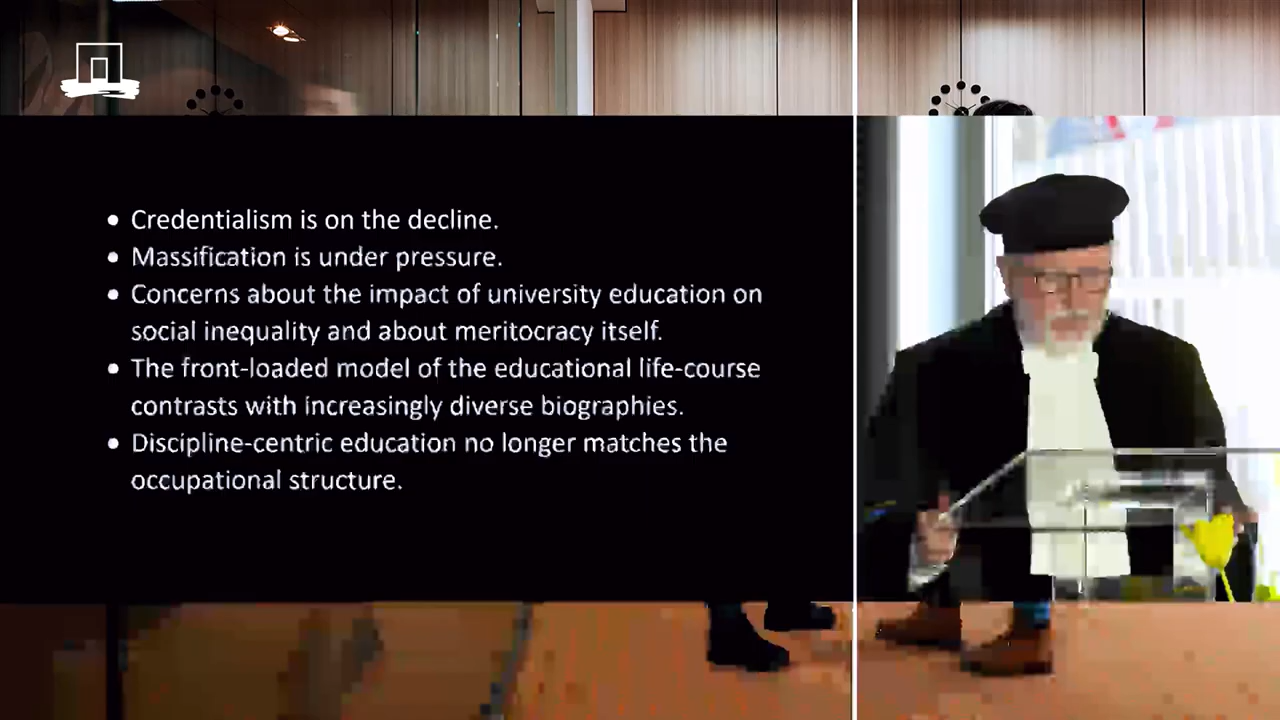 • Credentialism is on the decline.
• Massification is under pressure.
• Concerns about the impact of university education on
social inequality and about meritocracy itself.
• The front-loaded model of the educational life-course
contrasts with increasingly diverse biographies.
• Discipline-centric education no longer matches the
occupational structure.